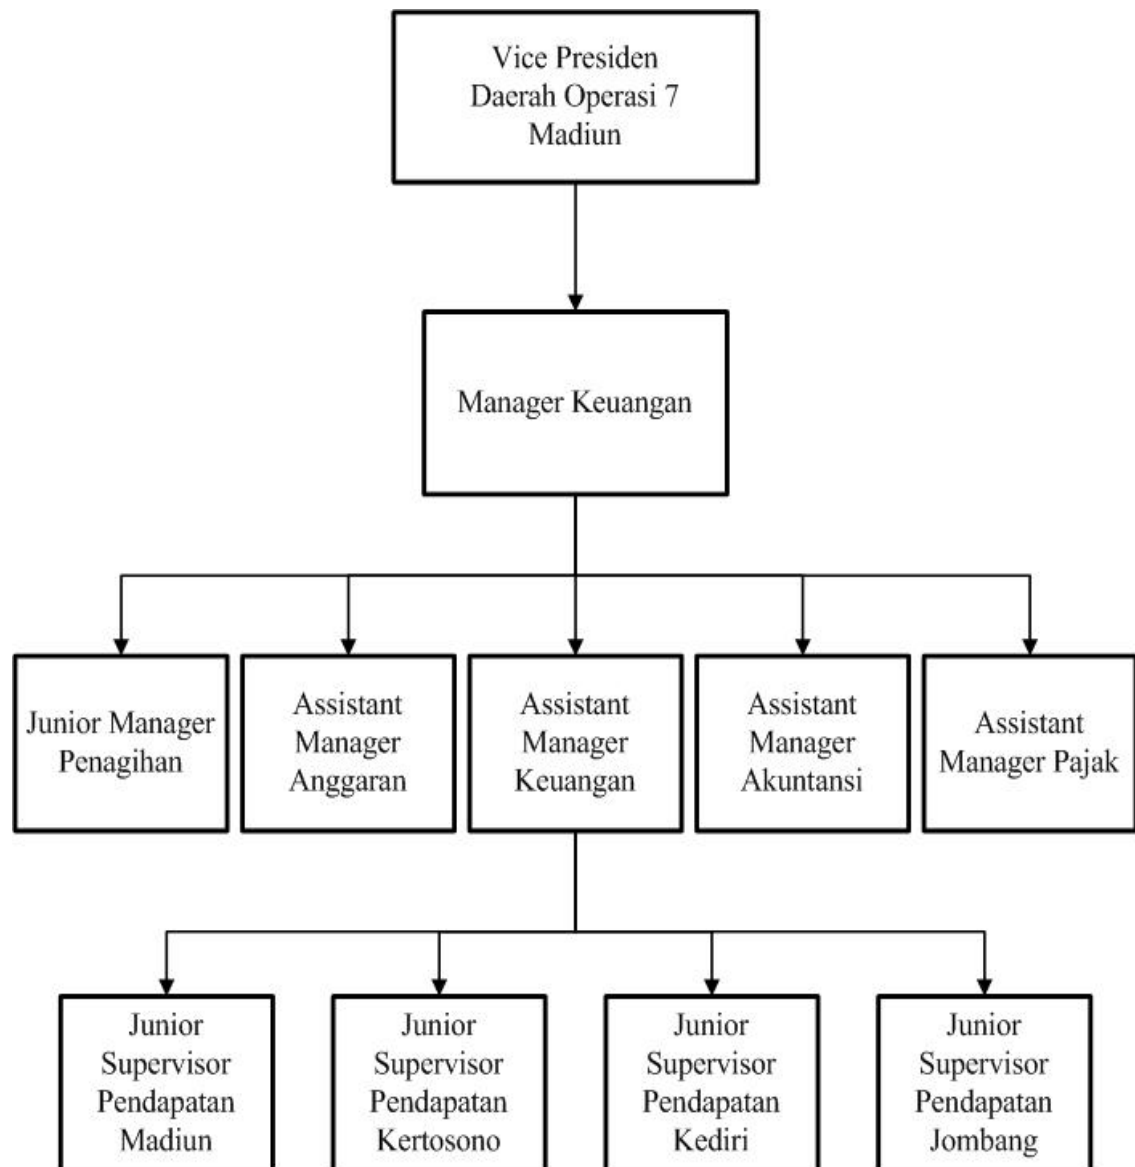 Vice Presiden
Daerah Operasi 7
Madiun
Manager Keuangan
Junior Manager
Penagihan
Assistant
Manager
Anggaran
Assistant
Manager
Keuangan
Assistant
Manager
Akuntansi
Assistant
Manager Pajak
Junior
Supervisor
Pendapatan
Madiun
Junior
Supervisor
Pendapatan
Kertosono
Junior
Supervisor
Pendapatan
Kediri
Junior
Supervisor
Pendapatan
Jombang